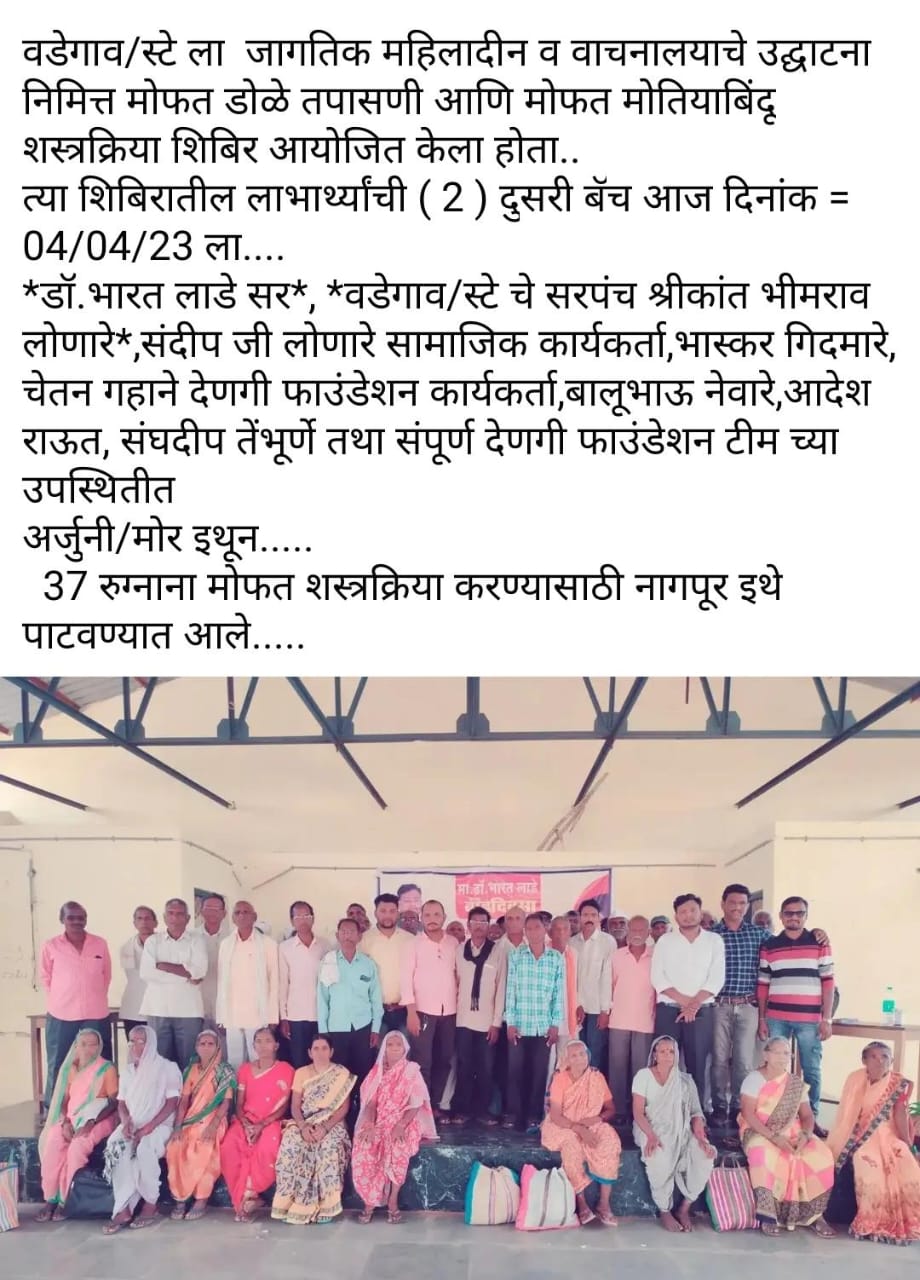 वडेगाव/स्टे ला  जागतिक महिलादीन व वाचनालयाचे उद्घाटना
निमित्त मोफत डोळे तपासणी आणि मोफत मोतियाबिंदू
शस्त्रक्रिया शिबिर आयोजित केला होता..
त्या शिबिरातील लाभार्थ्यांची ( 2 ) दुसरी बॅच आज दिनांक =
04/04/23 ला....
*डॉ.भारत लाडे सर*, *वडेगाव/स्टे चे सरपंच श्रीकांत भीमराव
लोणारे*,संदीप जी लोणारे सामाजिक कार्यकर्ता,भास्कर गिदमारे,
चेतन गहाने देणगी फाउंडेशन कार्यकर्ता,बालूभाऊ नेवारे,आदेश
राऊत, संघदीप तेंभूर्णे तथा संपूर्ण देणगी फाउंडेशन टीम च्या
उपस्थितीत
अर्जुनी/मोर इथून.....
37 रुग्नाना मोफत शस्त्रक्रिया करण्यासाठी नागपूर इथे
पाटवण्यात आले.....
मा.डॉ.भारत लाडे